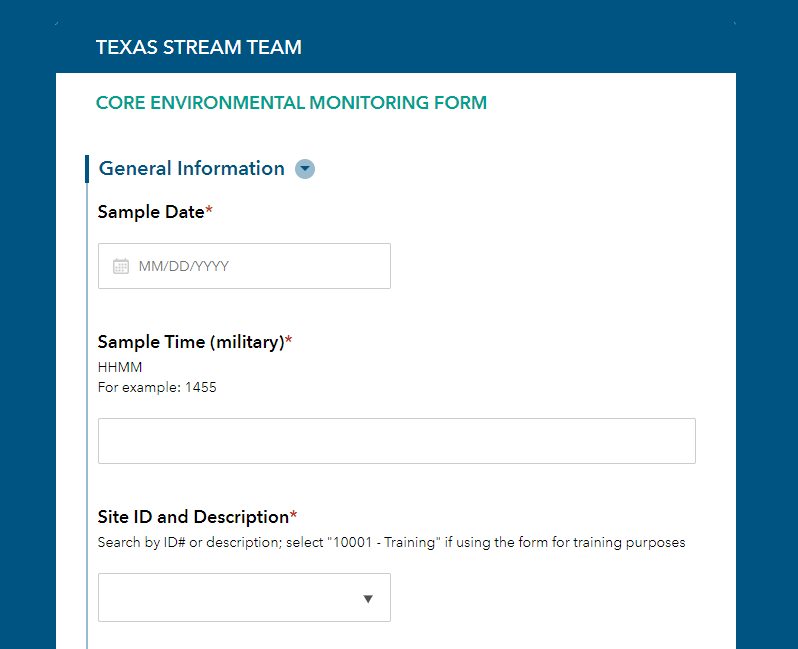 TEXAS STREAM TEAM
CORE ENVIRONMENTAL MONITORING FORM
General Information
Sample Date*
MM/DD/YYYY
Sample Time (military)*
HHMM
For example: 1455
Site ID and Description*
Search by ID# or description; select "10001 - Training" if using the form for training purposes